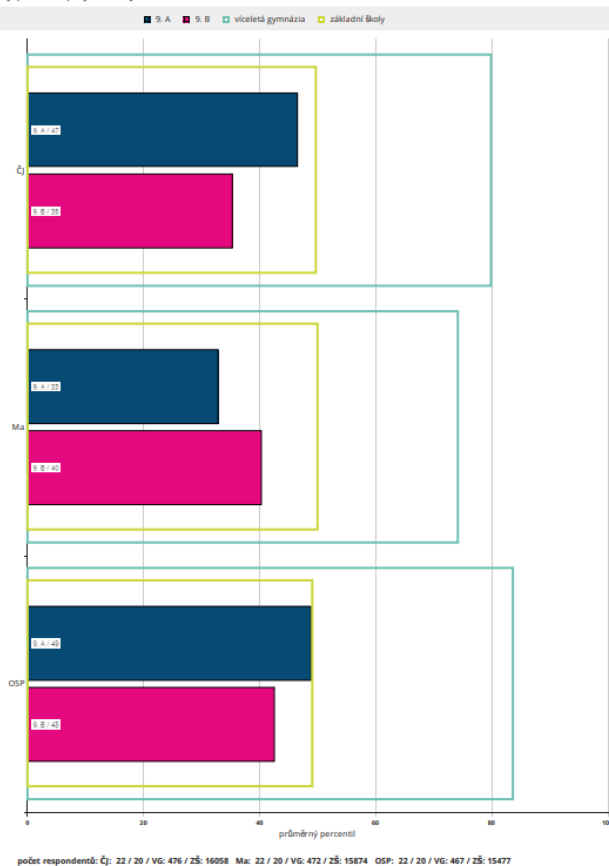 9. A 9. B víceletá gymnázia základní školy
9. A / 47
ČJ
9. B / 35
9. A / 33
Ma
9. B / 40
9. A / 49
OSP
9. B / 43
0 20 40 60 80
průměrný percentil
počet respondentů: ČJ: 22 / 20 / VG: 476 / ZŠ: 16058 Ma: 22 / 20 / VG: 472 / ZŠ: 15874 OSP: 22 / 20 / VG: 467 / ZŠ: 15477